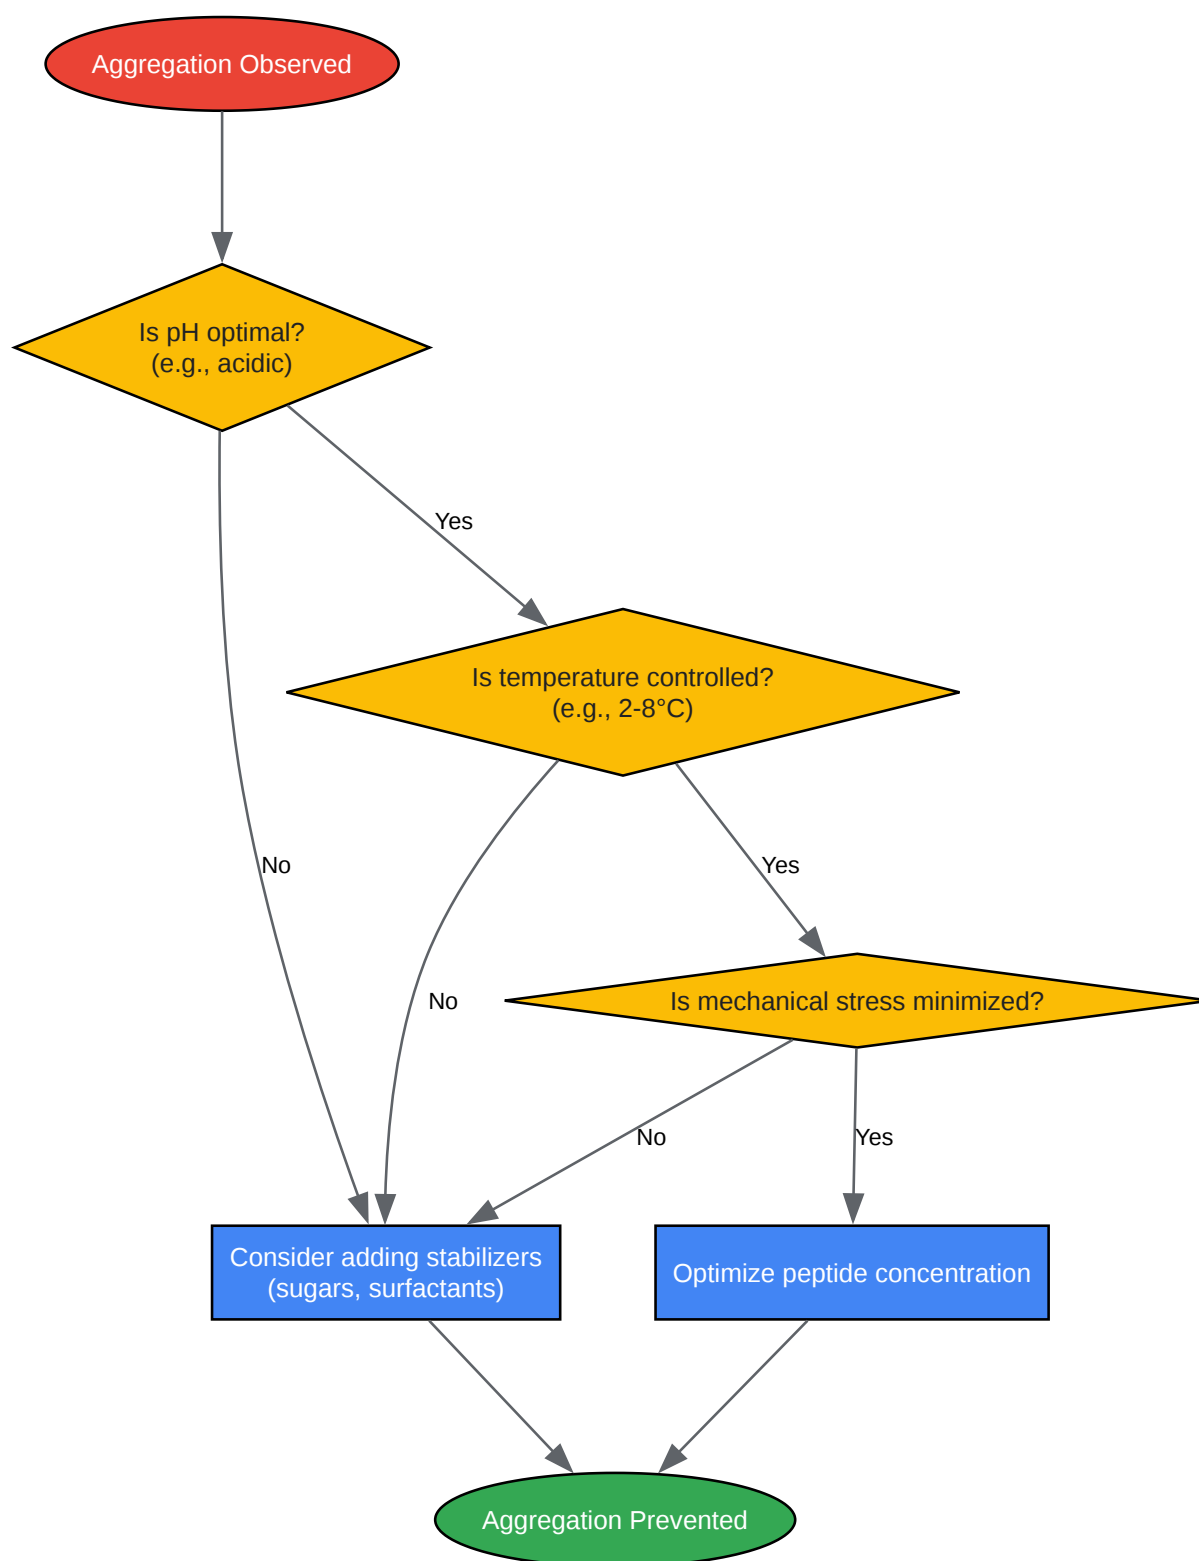 Aggregation Observed
Is pH optimal?
(e.g., acidic)
Yes
Is temperature controlled?
(e.g., 2-8°C)
No
Yes
No
Is mechanical stress minimized?
No
Yes
Consider adding stabilizers
(sugars, surfactants)
Optimize peptide concentration
Aggregation Prevented